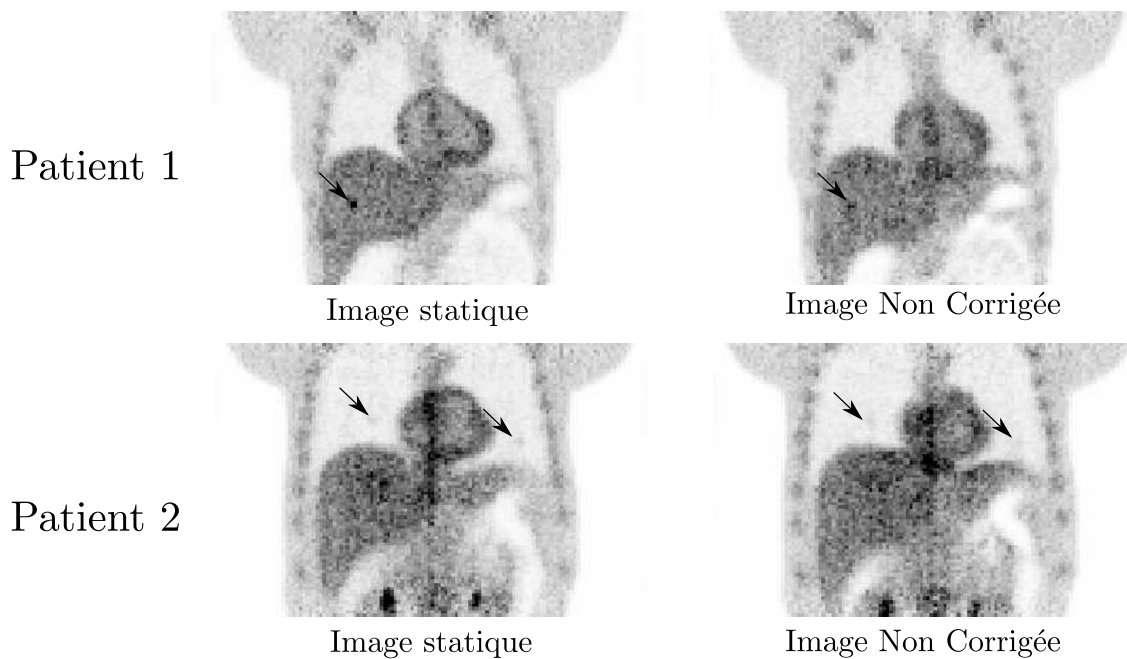 Patient 1
Image statique
Image Non Corrigée
Patient 2
Image statique
Image Non Corrigée